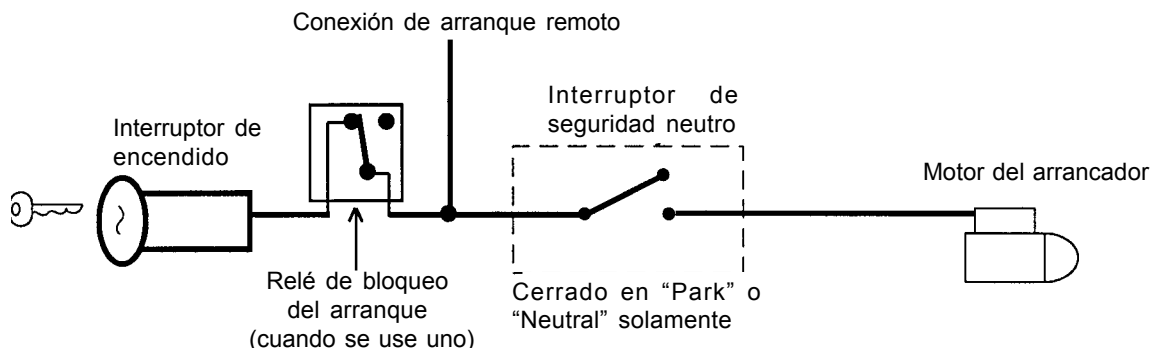 Conexión de arranque remoto
Interruptor de
encendido
Interruptor de
seguridad neutro
Motor del arrancador
Relé de bloqueo
del arranque
(cuando se use uno)
Cerrado en “Park” o
“Neutral” solamente